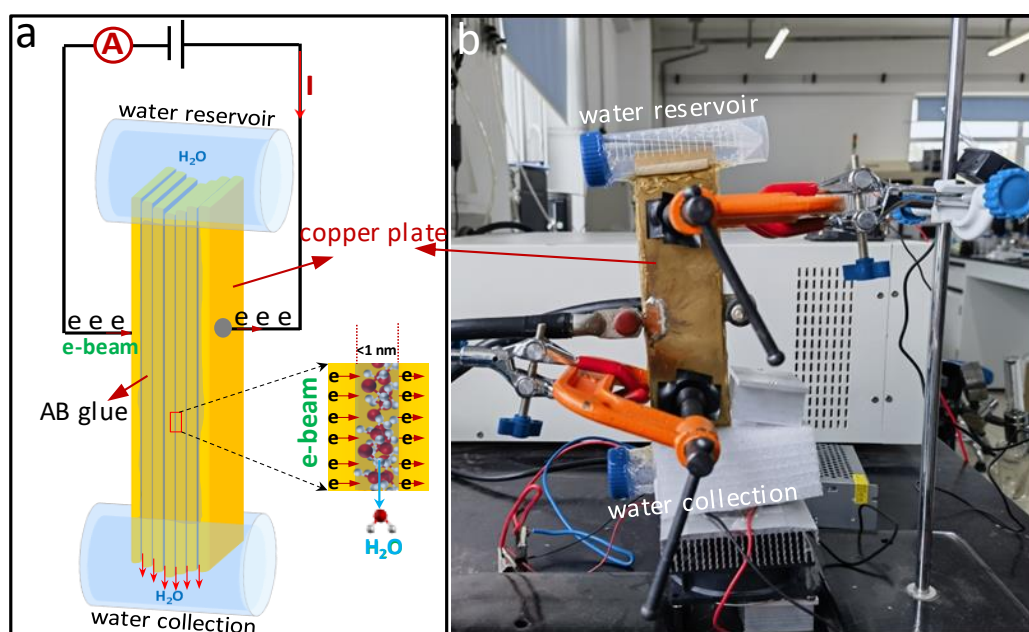 a
A
I
water reservoir
H₂O
copper plate
e e e
e e e
e-beam
AB glue
<1 nm
e-beam
e e
e e
e e
e e
e e
e e
H₂O
H₂O
water collection
b
water reservoir
water collection